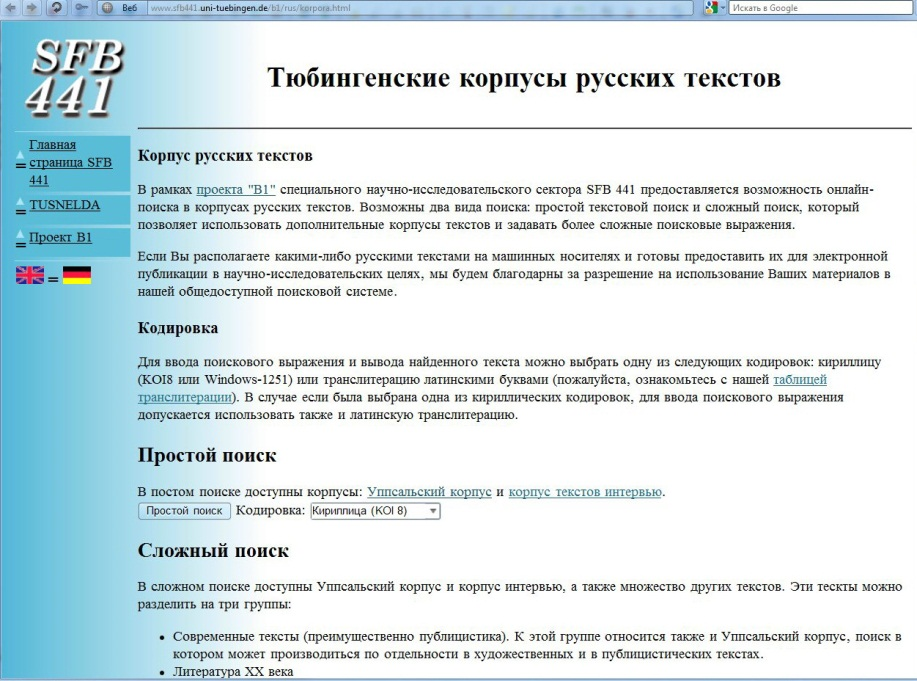 Веб
www.sfb441.uni-tuebingen.de/b1/rus/korpora.html
Искать в Google
SFB
441
Тюбингенские корпусы русских текстов
Главная
страница SFB
441
TUSNELDA
Проект B1
Корпус русских текстов
В рамках проекта "B1" специального научно-исследовательского сектора SFB 441 предоставляется возможность онлайн-
поиска в корпусах русских текстов. Возможны два вида поиска: простой текстовой поиск и сложный поиск, который
позволяет использовать дополнительные корпусы текстов и задавать более сложные поисковые выражения.
Если Вы располагаете какими-либо русскими текстами на машинных носителях и готовы предоставить их для электронной
публикации в научно-исследовательских целях, мы будем благодарны за разрешение на использование Ваших материалов в
нашей общедоступной поисковой системе.
Кодировка
Для ввода поискового выражения и вывода найденного текста можно выбрать одну из следующих кодировок: кириллицу
(KOI8 или Windows-1251) или транслитерацию латинскими буквами (пожалуйста, ознакомьтесь с нашей таблицей
транслитерации). В случае если была выбрана одна из кириллических кодировок, для ввода поискового выражения
допускается использовать также и латинскую транслитерацию.
Простой поиск
В постом поиске доступны корпусы: Уппсальский корпус и корпус текстов интервью.
Простой поиск Кодировка: Кириллица (KOI 8)
Сложный поиск
В сложном поиске доступны Уппсальский корпус и корпус интервью, а также множество других текстов. Эти тескты можно
разделить на три группы:
• Современные тексты (преимущественно публицистика). К этой группе относится также и Уппсальский корпус, поиск в
котором может производиться по отдельности в художественных и в публицистических текстах.
• Литература XX века